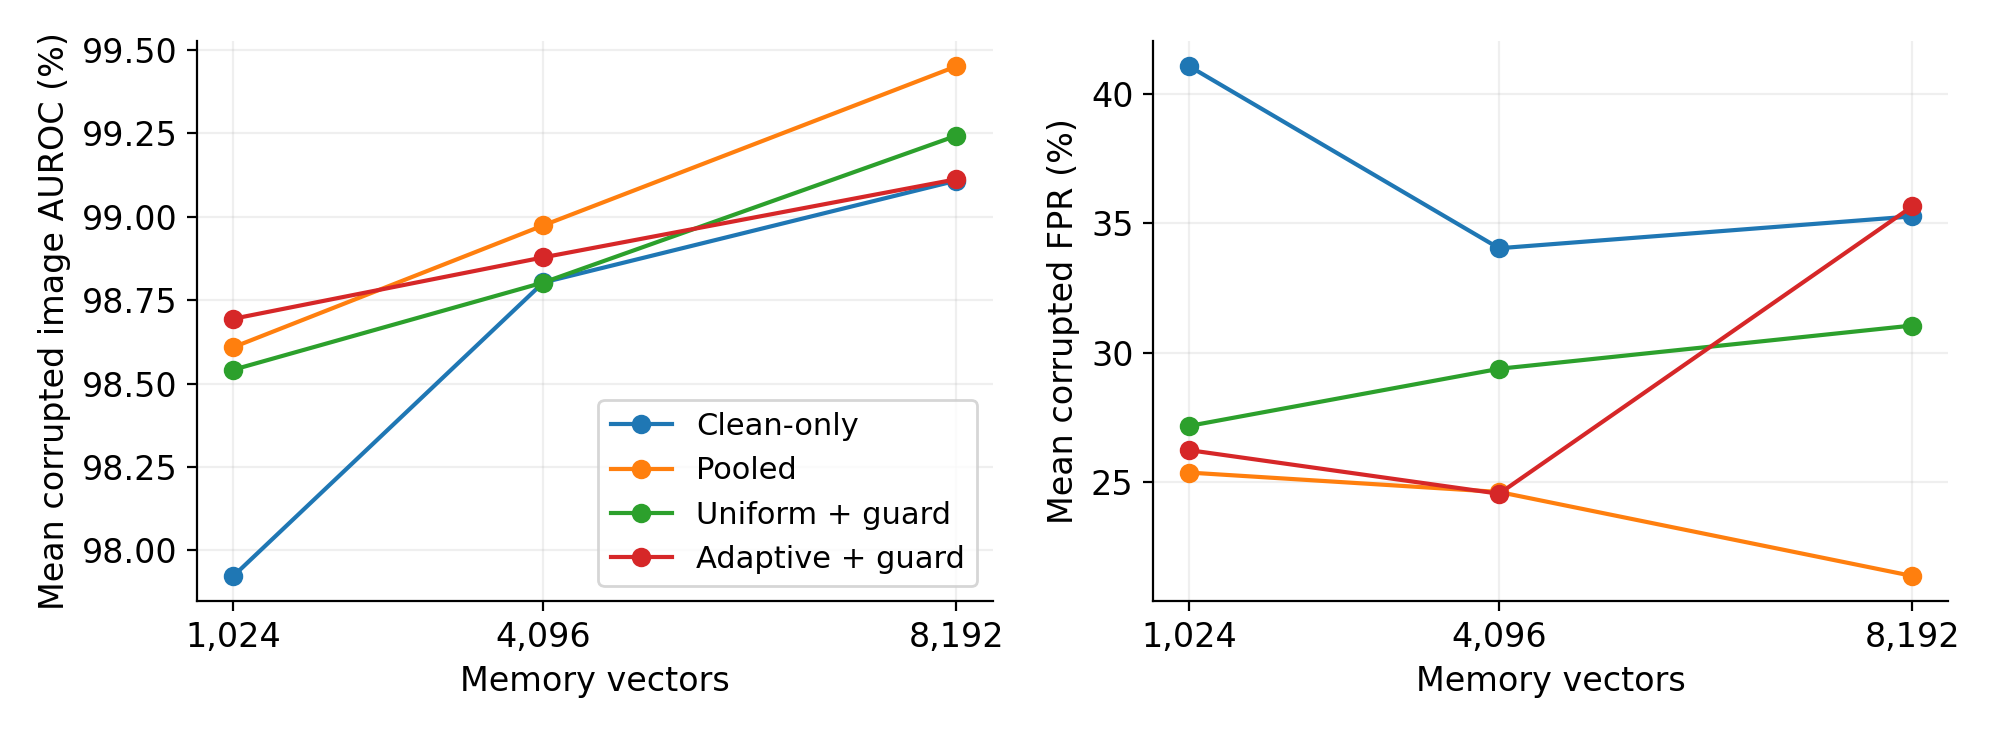 Mean corrupted image AUROC (%)
99.50
99.25
99.00
98.75
98.50
98.25
98.00
1,024
4,096
8,192
Memory vectors
Clean-only
Pooled
Uniform + guard
Adaptive + guard
Mean corrupted FPR (%)
40
35
30
25
1,024
4,096
8,192
Memory vectors